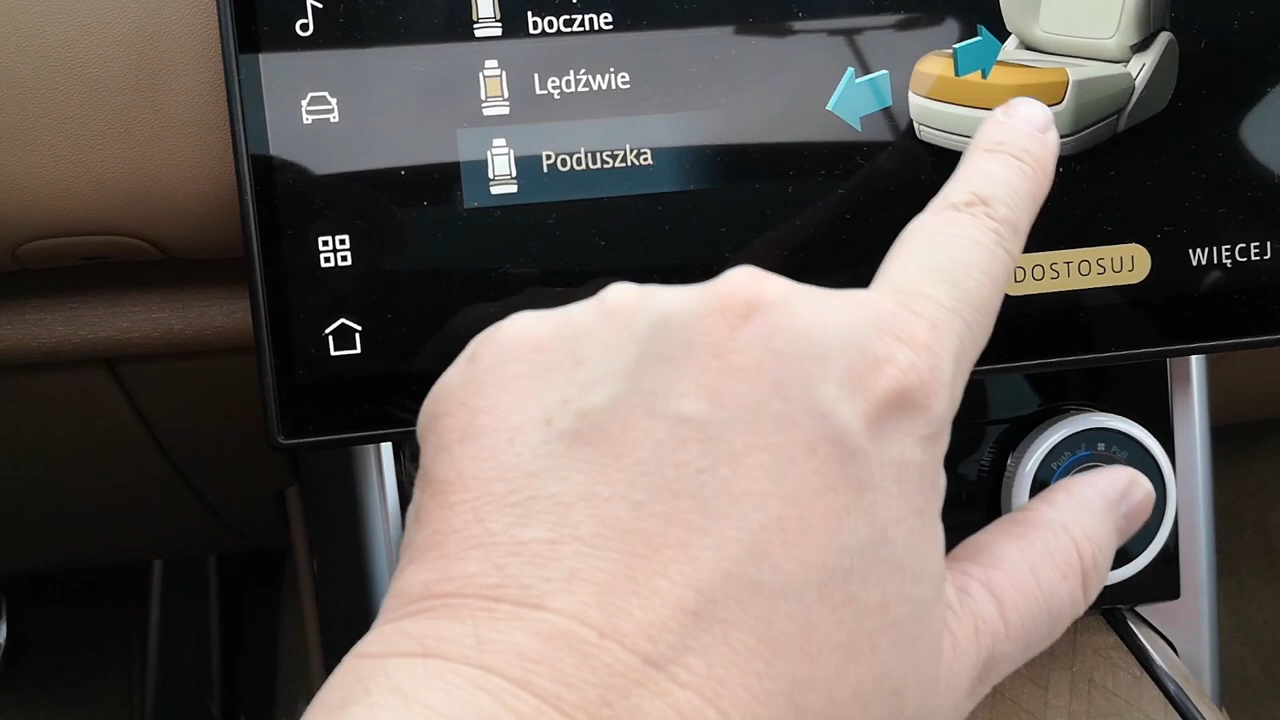 boczne
Lędźwie
Poduszka
DOSTOSUJ
WIĘCEJ
Push
Pull